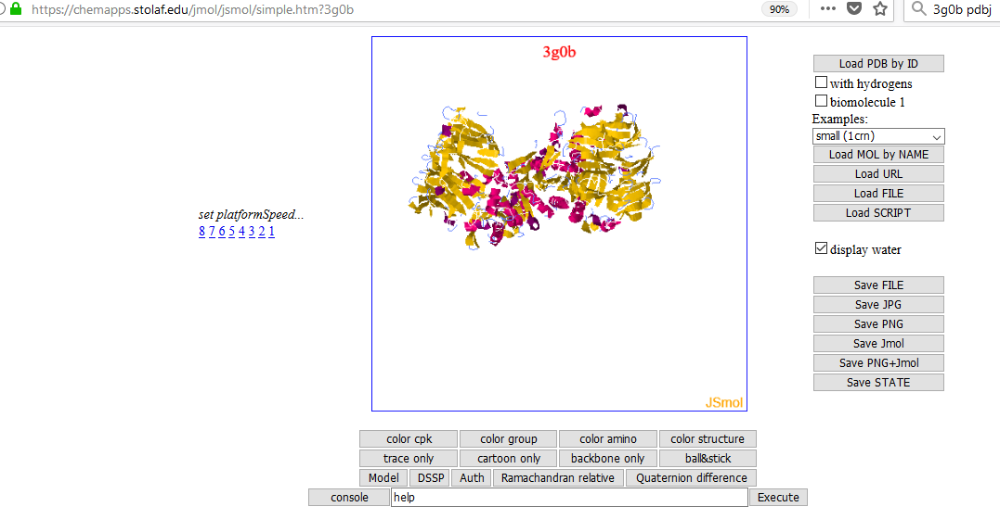 https://chemapps.stolaf.edu/jmol/jsmol/simple.htm?3g0b
90%
3g0b pdbj
3g0b
JSmol
set platformSpeed...
8 7 6 5 4 3 2 1
Load PDB by ID
with hydrogens
biomolecule 1
Examples:
small (1crn)
Load MOL by NAME
Load URL
Load FILE
Load SCRIPT
display water
Save FILE
Save JPG
Save PNG
Save Jmol
Save PNG+Jmol
Save STATE
color cpk color group color amino color structure
trace only cartoon only backbone only ball&stick
Model DSSP Auth Ramachandran relative Quaternion difference
console help Execute